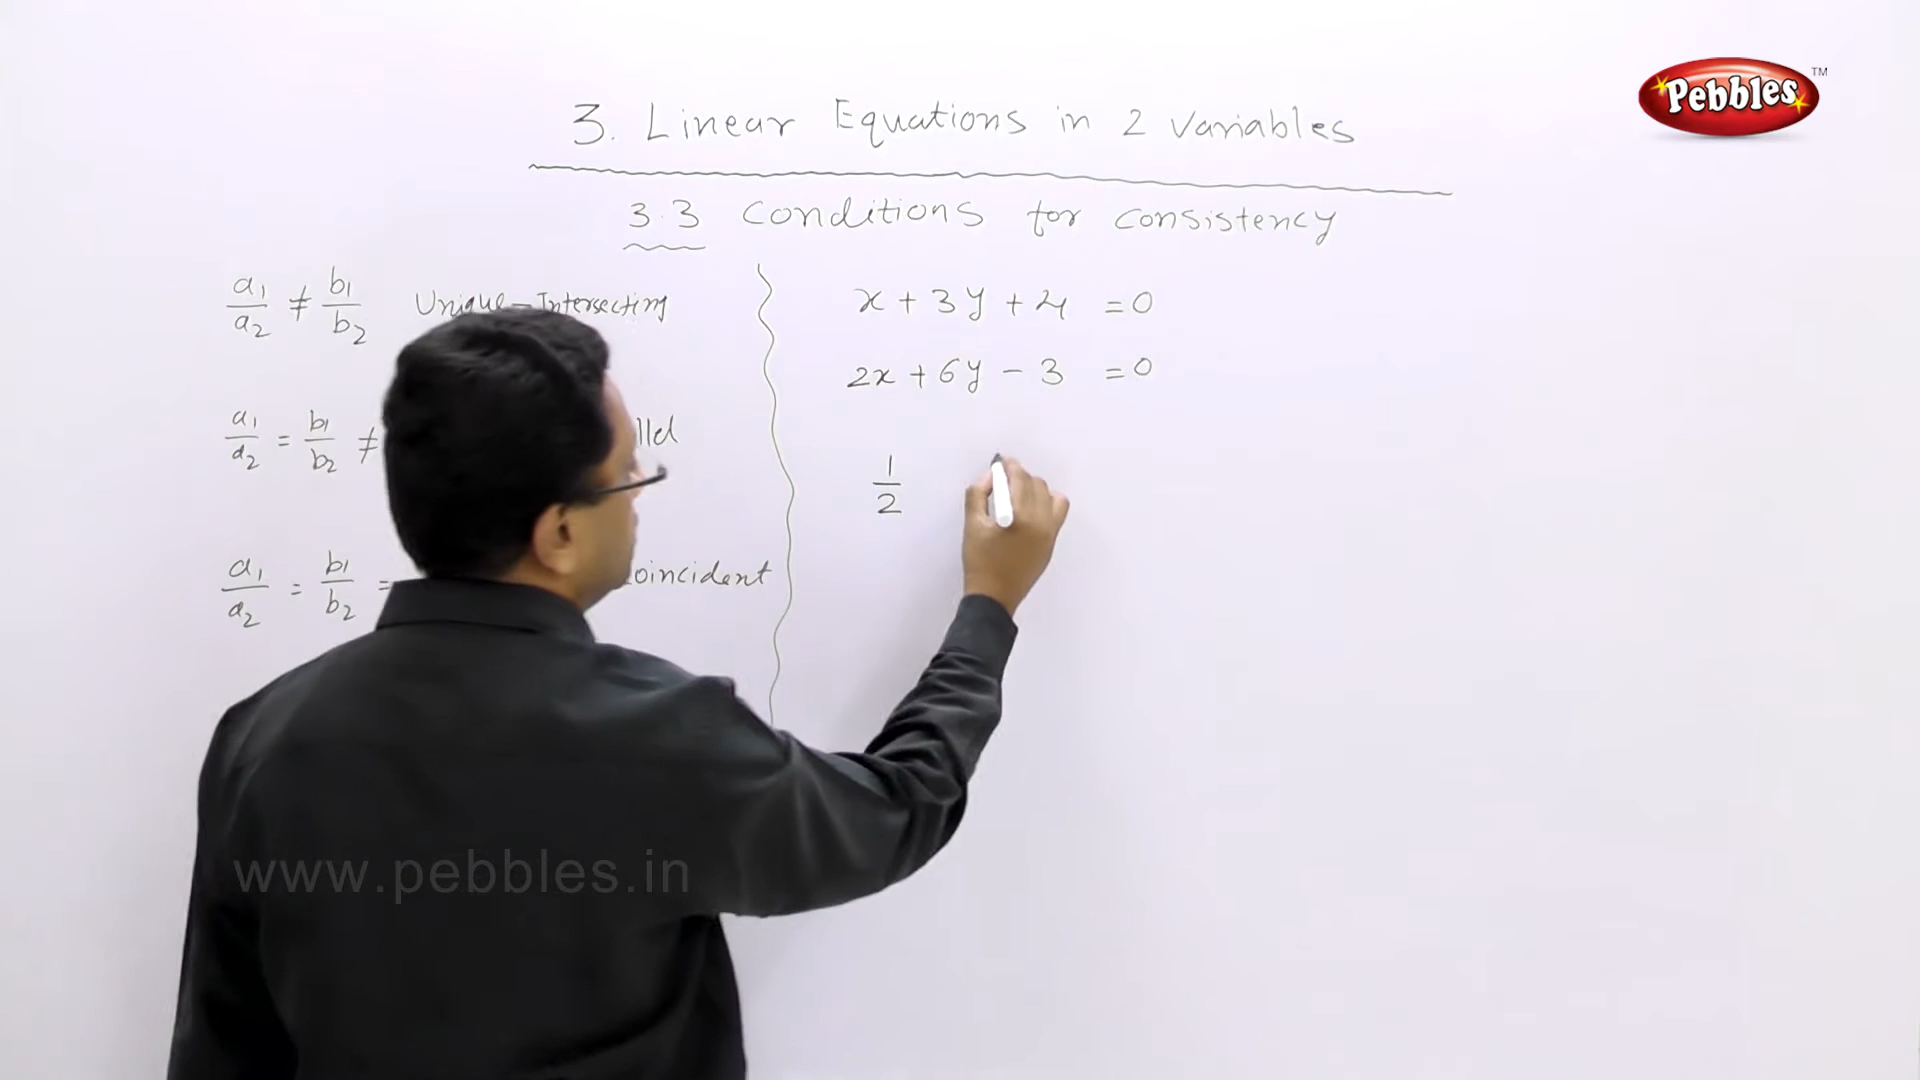 Pebbles TM
3. Linear Equations in 2 Variables
3.3 Conditions for consistency
a1/a2 ≠ b1/b2 Unique - Intersecting
a1/a2 = b1/b2 ≠
a1/a2 = b1/b2 = oincident
x + 3y + 4 = 0
2x + 6y - 3 = 0
1/2
www.pebbles.in